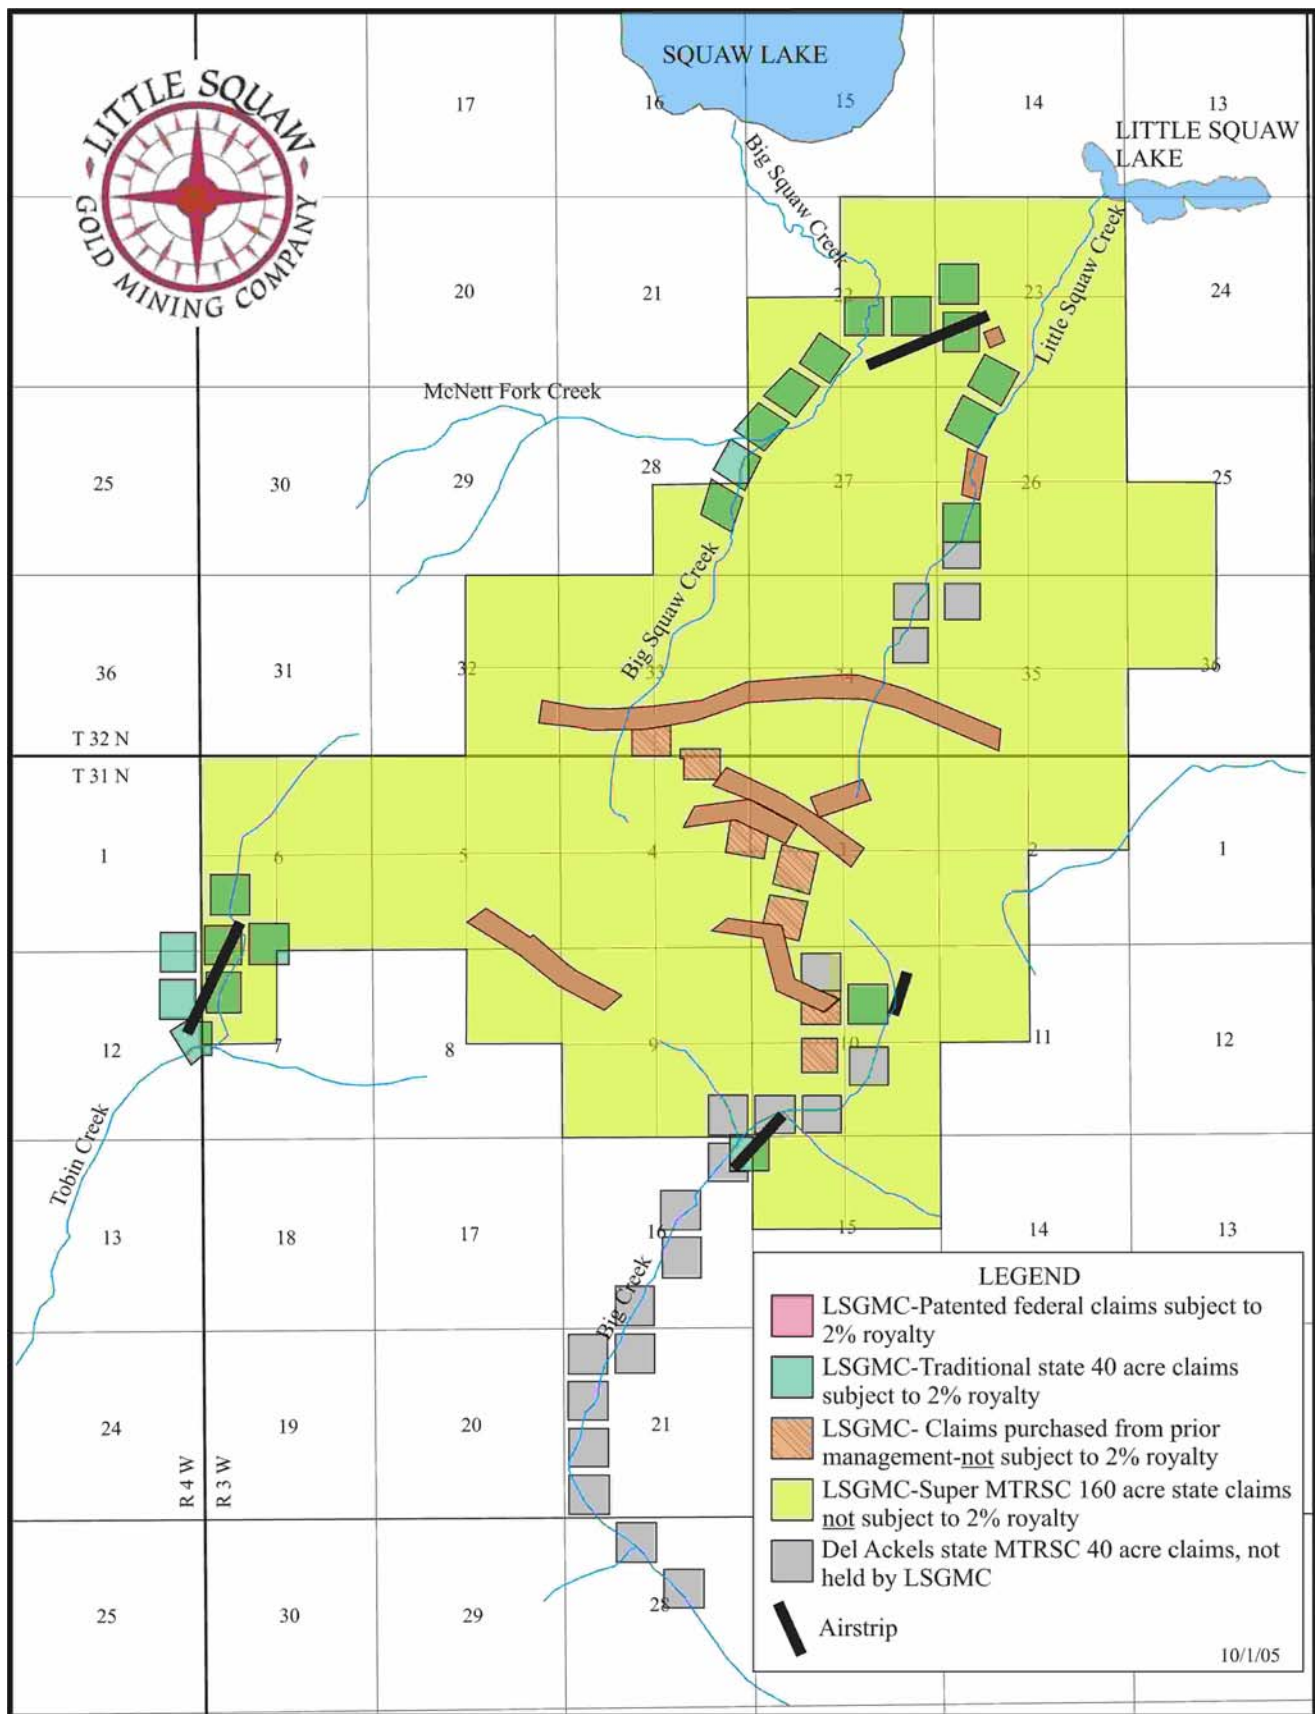 LITTLE SQUAW
GOLD MINING COMPANY
SQUAW LAKE
17
16
15
14
13
LITTLE SQUAW
LAKE
Big Squaw Creek
Little Squaw Creek
20
21
22
23
24
McNett Fork Creek
25
30
29
28
27
26
25
Big Squaw Creek
36
31
32
33
34
35
36
T 32 N
T 31 N
1
6
5
4
3
2
1
12
7
8
9
10
11
12
Tobin Creek
13
18
17
16
15
14
13
Big Creek
24
19
20
21
R 4 W
R 3 W
25
30
29
28
LEGEND
LSGMC-Patented federal claims subject to
2% royalty
LSGMC-Traditional state 40 acre claims
subject to 2% royalty
LSGMC- Claims purchased from prior
management-not subject to 2% royalty
LSGMC-Super MTRSC 160 acre state claims
not subject to 2% royalty
Del Ackels state MTRSC 40 acre claims, not
held by LSGMC
Airstrip
10/1/05